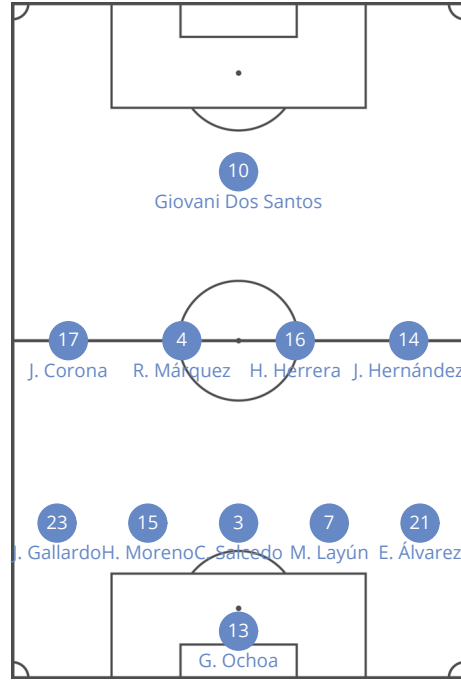 10
Giovani Dos Santos
17 4 16 14
J. Corona R. Márquez H. Herrera J. Hernández
23 15 3 7 21
J. Gallardo H. Moreno C. Salcedo M. Layún E. Álvarez
13
G. Ochoa